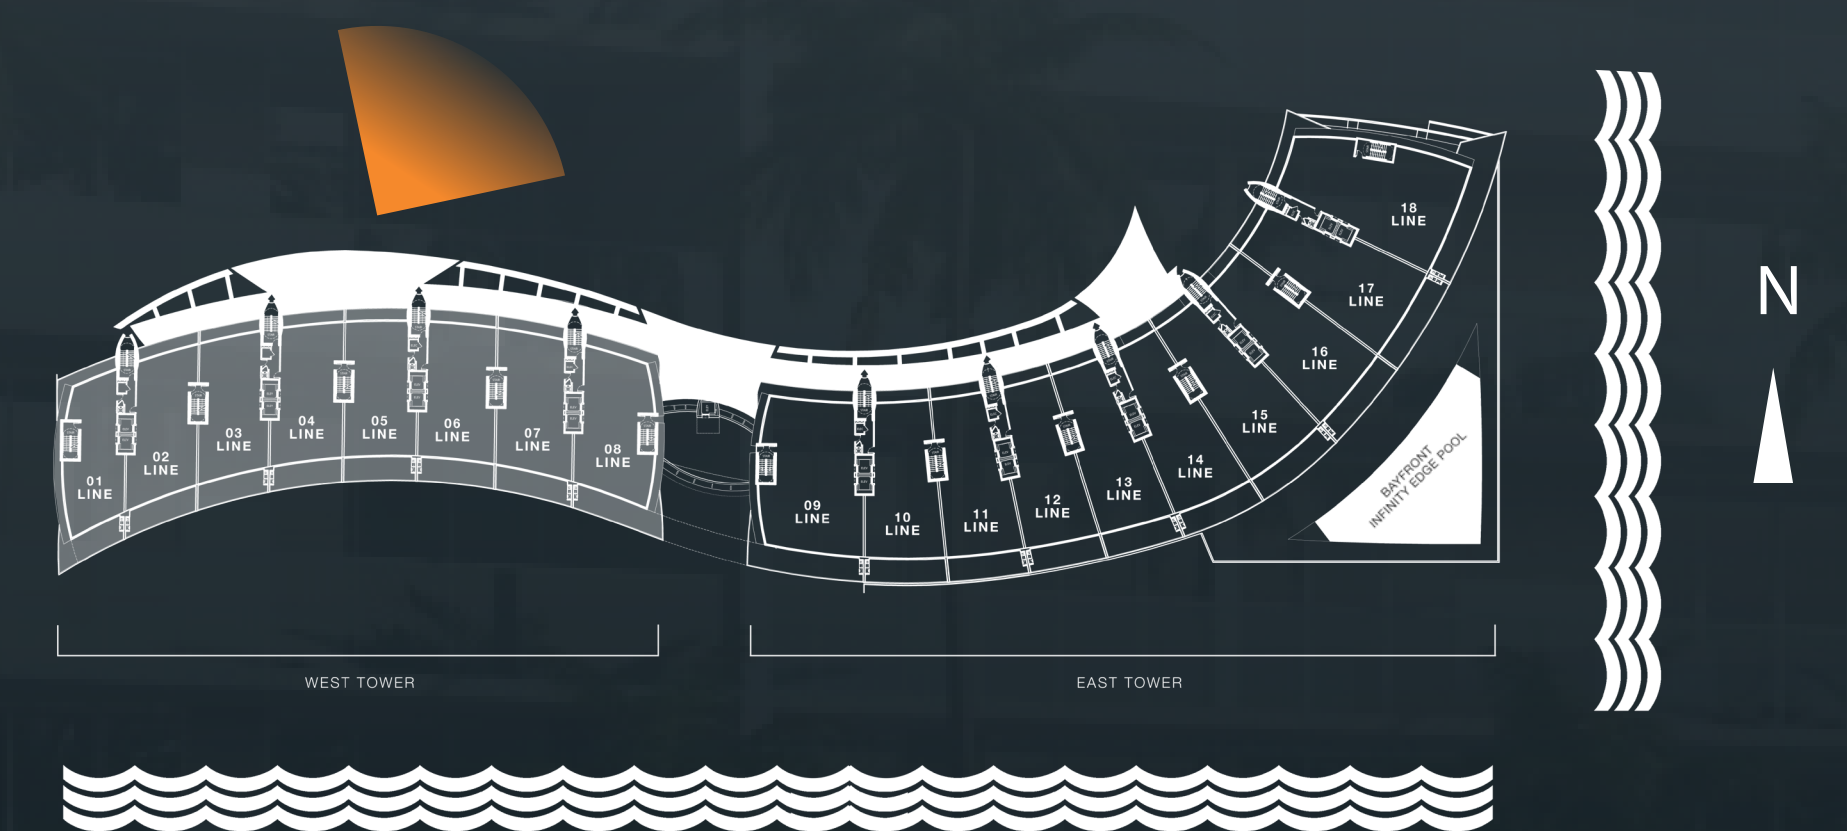 N
01
LINE
02
LINE
03
LINE
04
LINE
05
LINE
06
LINE
07
LINE
08
LINE
09
LINE
10
LINE
11
LINE
12
LINE
13
LINE
14
LINE
15
LINE
16
LINE
17
LINE
18
LINE
BAYFRONT
INFINITY EDGE POOL
WEST TOWER
EAST TOWER